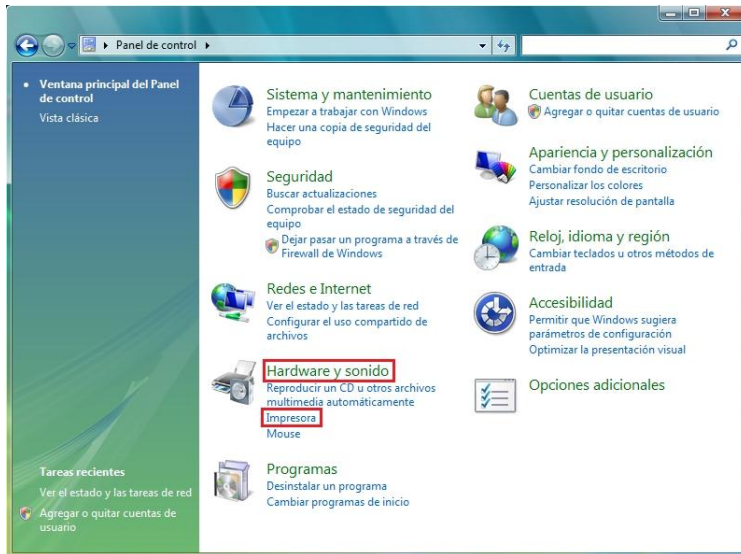 Panel de control
Ventana principal del Panel
de control
Vista clásica
Sistema y mantenimiento
Empezar a trabajar con Windows
Hacer una copia de seguridad del
equipo
Seguridad
Buscar actualizaciones
Comprobar el estado de seguridad del
equipo
Dejar pasar un programa a través de
Firewall de Windows
Redes e Internet
Ver el estado y las tareas de red
Configurar el uso compartido de
archivos
Hardware y sonido
Reproducir un CD u otros archivos
multimedia automáticamente
Impresora
Mouse
Programas
Desinstalar un programa
Cambiar programas de inicio
Cuentas de usuario
Agregar o quitar cuentas de usuario
Apariencia y personalización
Cambiar fondo de escritorio
Personalizar los colores
Ajustar resolución de pantalla
Reloj, idioma y región
Cambiar teclados u otros métodos de
entrada
Accesibilidad
Permitir que Windows sugiera
parámetros de configuración
Optimizar la presentación visual
Opciones adicionales
Tareas recientes
Ver el estado y las tareas de red
Agregar o quitar cuentas de
usuario